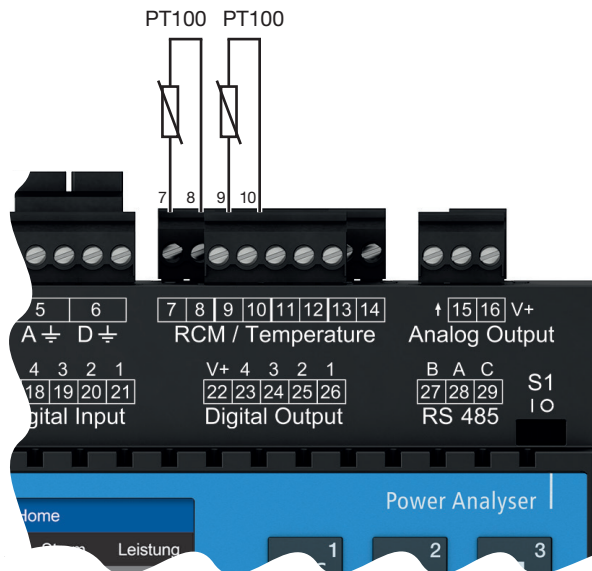 PT100 PT100
7 8 9 10
5 6
A ⏚ D ⏚
7 8 9 10 11 12 13 14
RCM / Temperature
15 16 V+
Analog Output
4 3 2 1
18 19 20 21
gital Input
V+ 4 3 2 1
22 23 24 25 26
Digital Output
B A C
27 28 29
RS 485
S1
I O
Power Analyser
Home
Strom Leistung
1 2 3